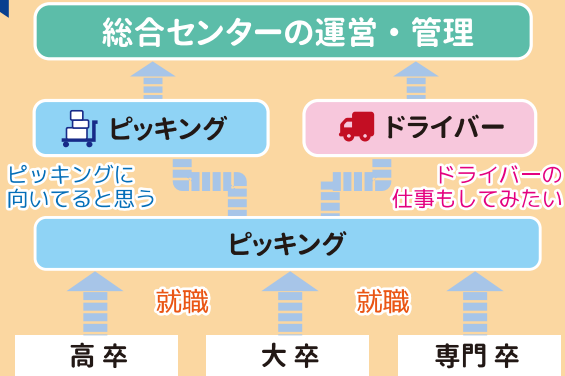 総合センターの運営・管理
ピッキング
ドライバー
ピッキングに
向いてると思う
ドライバーの
仕事もしてみたい
ピッキング
就職
就職
高卒
大卒
専門卒